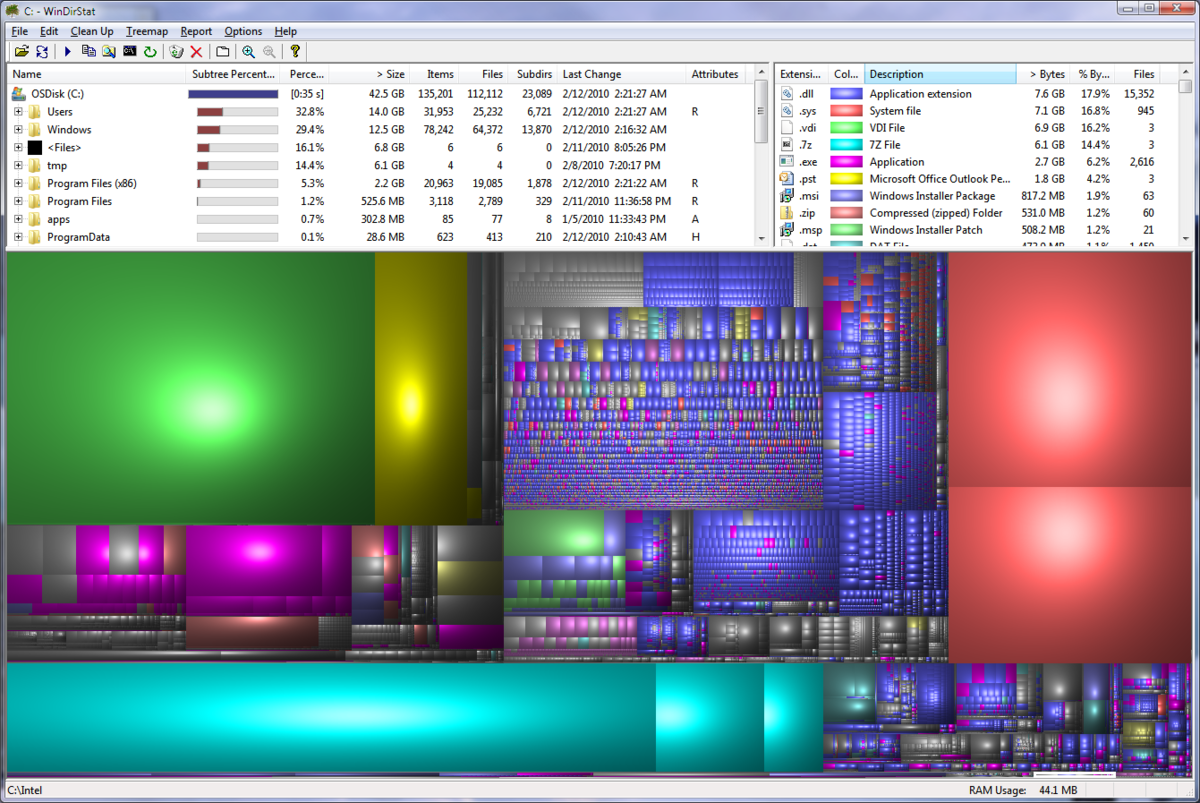 C: - WinDirStat
File Edit Clean Up Treemap Report Options Help
Name Subtree Percent... Perce... > Size Items Files Subdirs Last Change Attributes
OSDisk (C:) [0:35 s] 42.5 GB 135,201 112,112 23,089 2/12/2010 2:21:27 AM
Users 32.8% 14.0 GB 31,953 25,232 6,721 2/12/2010 2:21:27 AM R
Windows 29.4% 12.5 GB 78,242 64,372 13,870 2/12/2010 2:16:32 AM
<Files> 16.1% 6.8 GB 6 6 0 2/11/2010 8:05:26 PM
tmp 14.4% 6.1 GB 4 4 0 2/8/2010 7:20:17 PM
Program Files (x86) 5.3% 2.2 GB 20,963 19,085 1,878 2/12/2010 2:21:22 AM R
Program Files 1.2% 525.6 MB 3,118 2,789 329 2/11/2010 11:36:58 PM R
apps 0.7% 302.8 MB 85 77 8 1/5/2010 11:33:43 PM A
ProgramData 0.1% 28.6 MB 623 413 210 2/12/2010 2:10:43 AM H
Extensi... Col... Description > Bytes % By... Files
.dll Application extension 7.6 GB 17.9% 15,352
.sys System file 7.1 GB 16.8% 945
.vdi VDI File 6.9 GB 16.2% 3
.7z 7Z File 6.1 GB 14.4% 3
.exe Application 2.7 GB 6.2% 2,616
.pst Microsoft Office Outlook Pe... 1.8 GB 4.2% 3
.msi Windows Installer Package 817.2 MB 1.9% 63
.zip Compressed (zipped) Folder 531.0 MB 1.2% 60
.msp Windows Installer Patch 508.2 MB 1.2% 21
.dat DAT File 1.1%
C:\Intel RAM Usage: 44.1 MB